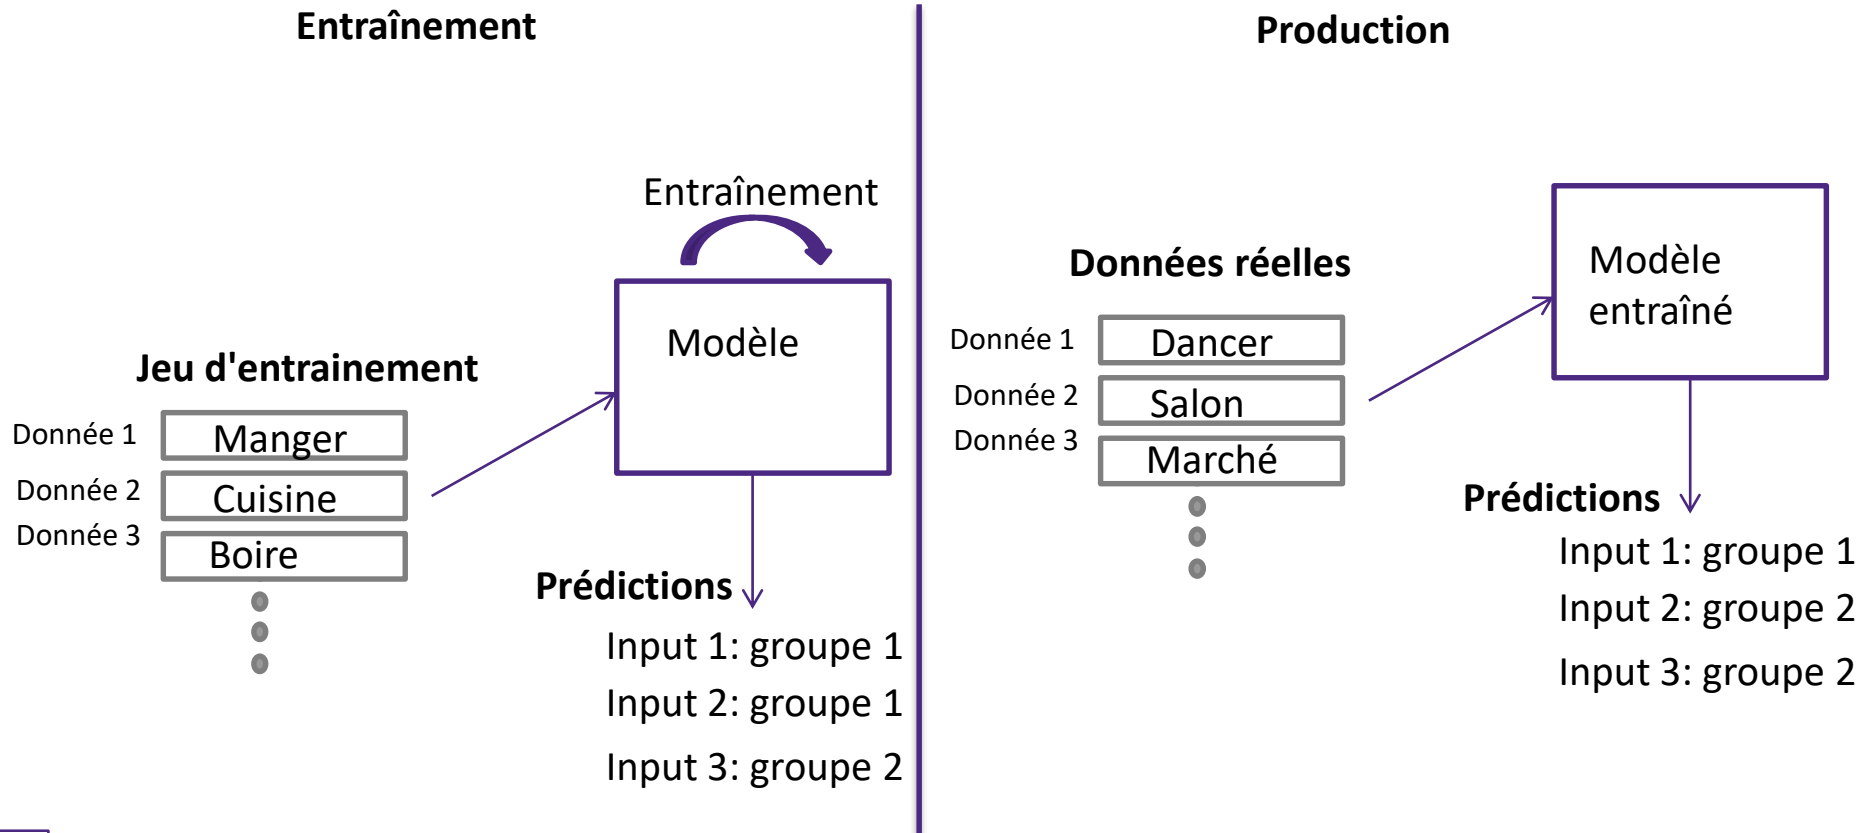 Entraînement
Entraînement
Modèle
Jeu d'entrainement
Donnée 1
Manger
Donnée 2
Cuisine
Donnée 3
Boire
Prédictions
Input 1: groupe 1
Input 2: groupe 1
Input 3: groupe 2
Production
Modèle
entraîné
Données réelles
Donnée 1
Dancer
Donnée 2
Salon
Donnée 3
Marché
Prédictions
Input 1: groupe 1
Input 2: groupe 2
Input 3: groupe 2